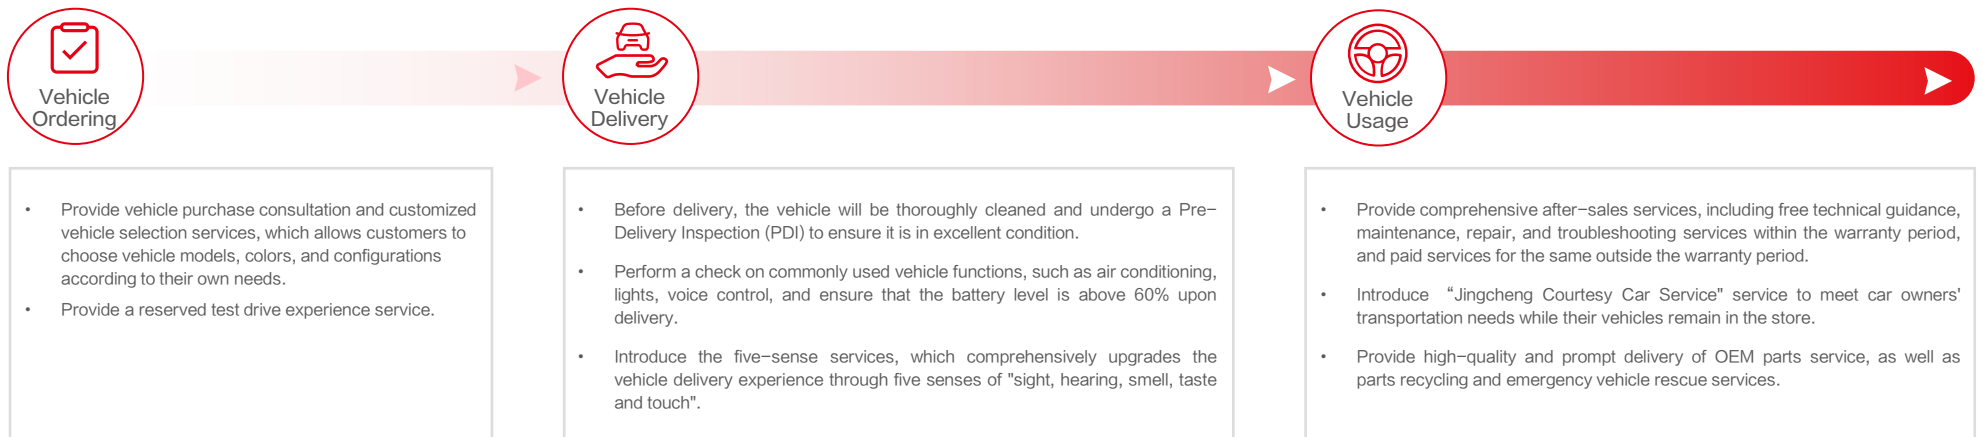 Vehicle
Ordering
Vehicle
Delivery
Vehicle
Usage
• Provide vehicle purchase consultation and customized
vehicle selection services, which allows customers to
choose vehicle models, colors, and configurations
according to their own needs.
• Provide a reserved test drive experience service.
• Before delivery, the vehicle will be thoroughly cleaned and undergo a Pre-
Delivery Inspection (PDI) to ensure it is in excellent condition.
• Perform a check on commonly used vehicle functions, such as air conditioning,
lights, voice control, and ensure that the battery level is above 60% upon
delivery.
• Introduce the five-sense services, which comprehensively upgrades the
vehicle delivery experience through five senses of "sight, hearing, smell, taste
and touch".
• Provide comprehensive after-sales services, including free technical guidance,
maintenance, repair, and troubleshooting services within the warranty period,
and paid services for the same outside the warranty period.
• Introduce “Jingcheng Courtesy Car Service" service to meet car owners'
transportation needs while their vehicles remain in the store.
• Provide high-quality and prompt delivery of OEM parts service, as well as
parts recycling and emergency vehicle rescue services.